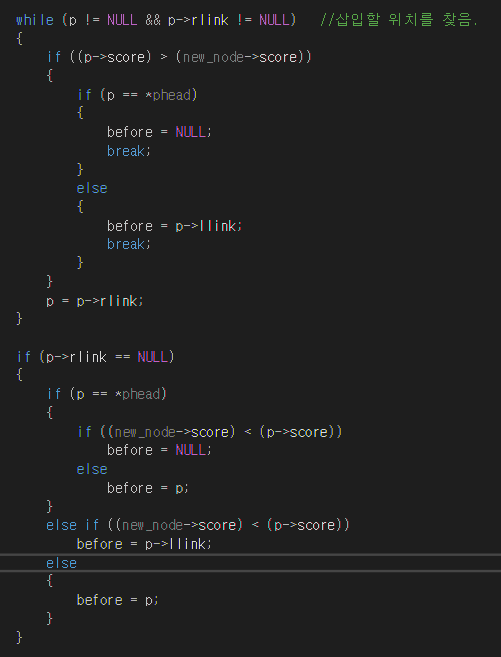 while (p != NULL && p->rlink != NULL)   //삽입할 위치를 찾음.
{
    if ((p->score) > (new_node->score))
    {
        if (p == *phead)
        {
            before = NULL;
            break;
        }
        else
        {
            before = p->llink;
            break;
        }
    }
    p = p->rlink;
}

if (p->rlink == NULL)
{
    if (p == *phead)
    {
        if ((new_node->score) < (p->score))
            before = NULL;
        else
            before = p;
    }
    else if ((new_node->score) < (p->score))
        before = p->llink;
    else
    {
        before = p;
    }
}